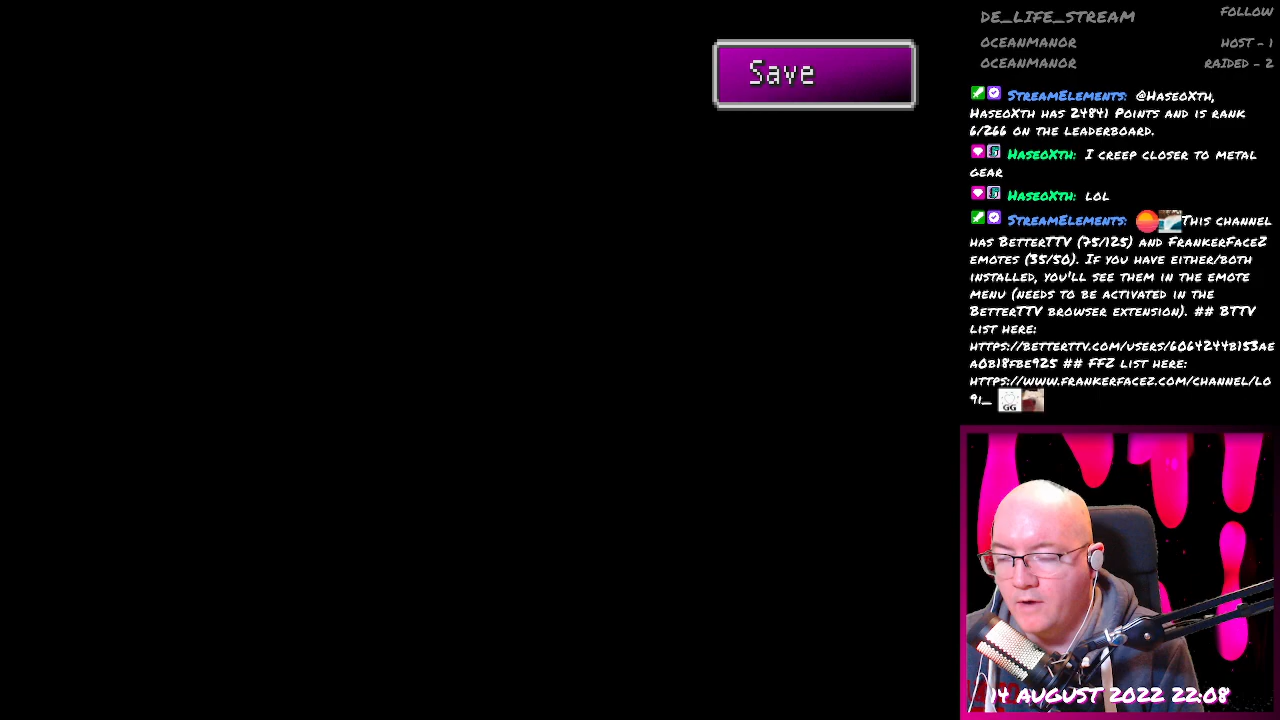 Save
DE_LIFE_STREAM FOLLOW
OCEANMANOR HOST - 1
OCEANMANOR RAIDED - 2
StreamElements: @HaseoXth,
HaseoXth has 24841 Points and is rank
6/266 on the leaderboard.
HaseoXth: I creep closer to metal
gear
HaseoXth: lol
StreamElements: This channel
has BetterTTV (75/125) and FrankerFaceZ
emotes (35/50). If you have either/both
installed, you'll see them in the emote
menu (needs to be activated in the
BetterTTV browser extension). ## BTTV
list here:
https://betterttv.com/users/6064244b153ae
a0b18fbe925 ## FFZ list here:
https://www.frankerfacez.com/channel/lo
9i_
GG
14 AUGUST 2022 22:08